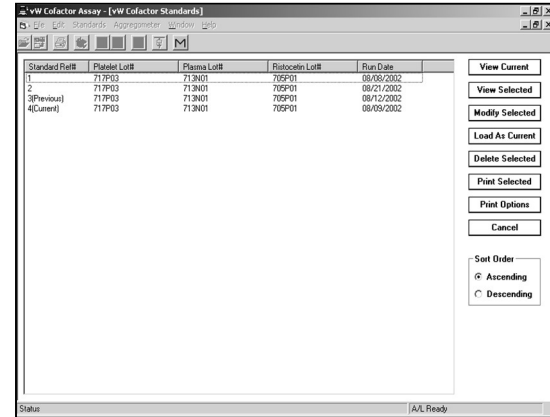 vW Cofactor Assay - [vW Cofactor Standards]
File Edit Standards Aggregometer Window Help
M
Standard Ref# Platelet Lot# Plasma Lot# Ristocetin Lot# Run Date
1 717P03 713N01 705P01 08/08/2002
2 717P03 713N01 705P01 08/21/2002
3(Previous) 717P03 713N01 705P01 08/12/2002
4(Current) 717P03 713N01 705P01 08/09/2002
View Current
View Selected
Modify Selected
Load As Current
Delete Selected
Print Selected
Print Options
Cancel
Sort Order
Ascending
Descending
Status A/L Ready